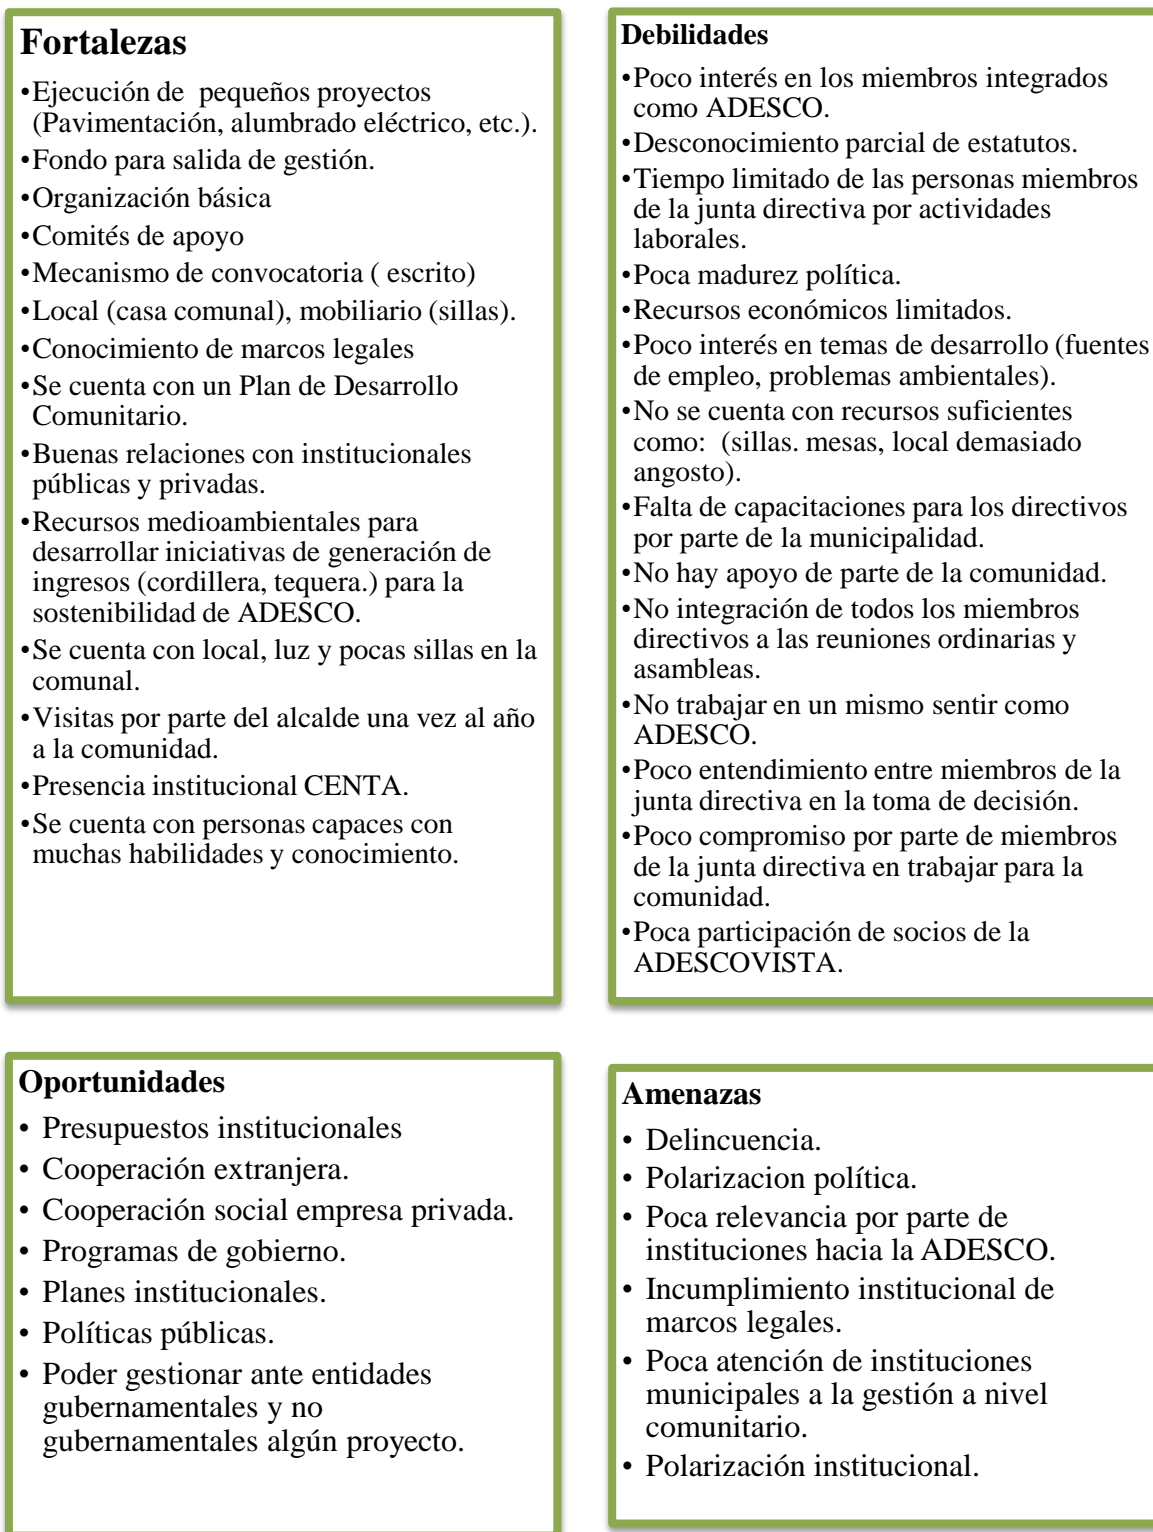 Fortalezas
•Ejecución de pequeños proyectos
(Pavimentación, alumbrado eléctrico, etc.).
•Fondo para salida de gestión.
•Organización básica
•Comités de apoyo
•Mecanismo de convocatoria ( escrito)
•Local (casa comunal), mobiliario (sillas).
•Conocimiento de marcos legales
•Se cuenta con un Plan de Desarrollo
Comunitario.
•Buenas relaciones con institucionales
públicas y privadas.
•Recursos medioambientales para
desarrollar iniciativas de generación de
ingresos (cordillera, tequera.) para la
sostenibilidad de ADESCO.
•Se cuenta con local, luz y pocas sillas en la
comunal.
•Visitas por parte del alcalde una vez al año
a la comunidad.
•Presencia institucional CENTA.
•Se cuenta con personas capaces con
muchas habilidades y conocimiento.
Debilidades
•Poco interés en los miembros integrados
como ADESCO.
•Desconocimiento parcial de estatutos.
•Tiempo limitado de las personas miembros
de la junta directiva por actividades
laborales.
•Poca madurez política.
•Recursos económicos limitados.
•Poco interés en temas de desarrollo (fuentes
de empleo, problemas ambientales).
•No se cuenta con recursos suficientes
como: (sillas. mesas, local demasiado
angosto).
•Falta de capacitaciones para los directivos
por parte de la municipalidad.
•No hay apoyo de parte de la comunidad.
•No integración de todos los miembros
directivos a las reuniones ordinarias y
asambleas.
•No trabajar en un mismo sentir como
ADESCO.
•Poco entendimiento entre miembros de la
junta directiva en la toma de decisión.
•Poco compromiso por parte de miembros
de la junta directiva en trabajar para la
comunidad.
•Poca participación de socios de la
ADESCOVISTA.
Oportunidades
• Presupuestos institucionales
• Cooperación extranjera.
• Cooperación social empresa privada.
• Programas de gobierno.
• Planes institucionales.
• Políticas públicas.
• Poder gestionar ante entidades
gubernamentales y no
gubernamentales algún proyecto.
Amenazas
• Delincuencia.
• Polarizacion política.
• Poca relevancia por parte de
instituciones hacia la ADESCO.
• Incumplimiento institucional de
marcos legales.
• Poca atención de instituciones
municipales a la gestión a nivel
comunitario.
• Polarización institucional.